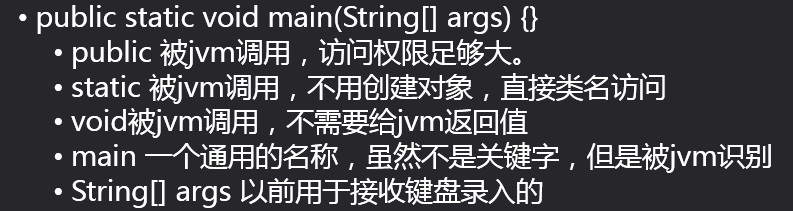 • public static void main(String[] args) {}
• public 被jvm调用，访问权限足够大。
• static 被jvm调用，不用创建对象，直接类名访问
• void被jvm调用，不需要给jvm返回值
• main 一个通用的名称，虽然不是关键字，但是被jvm识别
• String[] args 以前用于接收键盘录入的